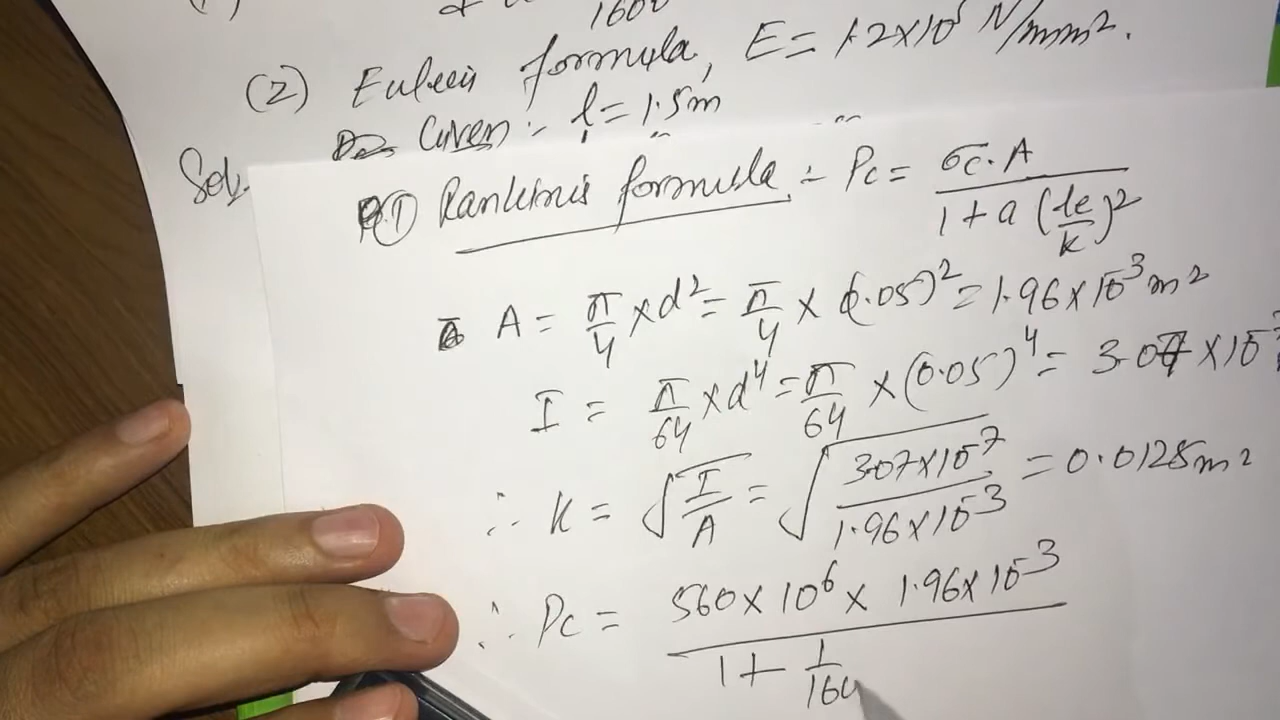 (1)
1600
(2) Euler's formula, E = 1.2×10⁵ N/mm².
Given :- l = 1.5m
Sol.
① Rankin's formula :- Pc = σc.A / 1 + a (le/k)²
A = π/4 × d² = π/4 × (0.05)² = 1.96 × 10⁻³ m²
I = π/64 × d⁴ = π/64 × (0.05)⁴ = 3.07 × 10⁻
∴ K = √I/A = √3.07×10⁻⁷ / 1.96×10⁻³ = 0.0125m²
∴ Pc = 560 × 10⁶ × 1.96×10⁻³ / 1 + 1/160